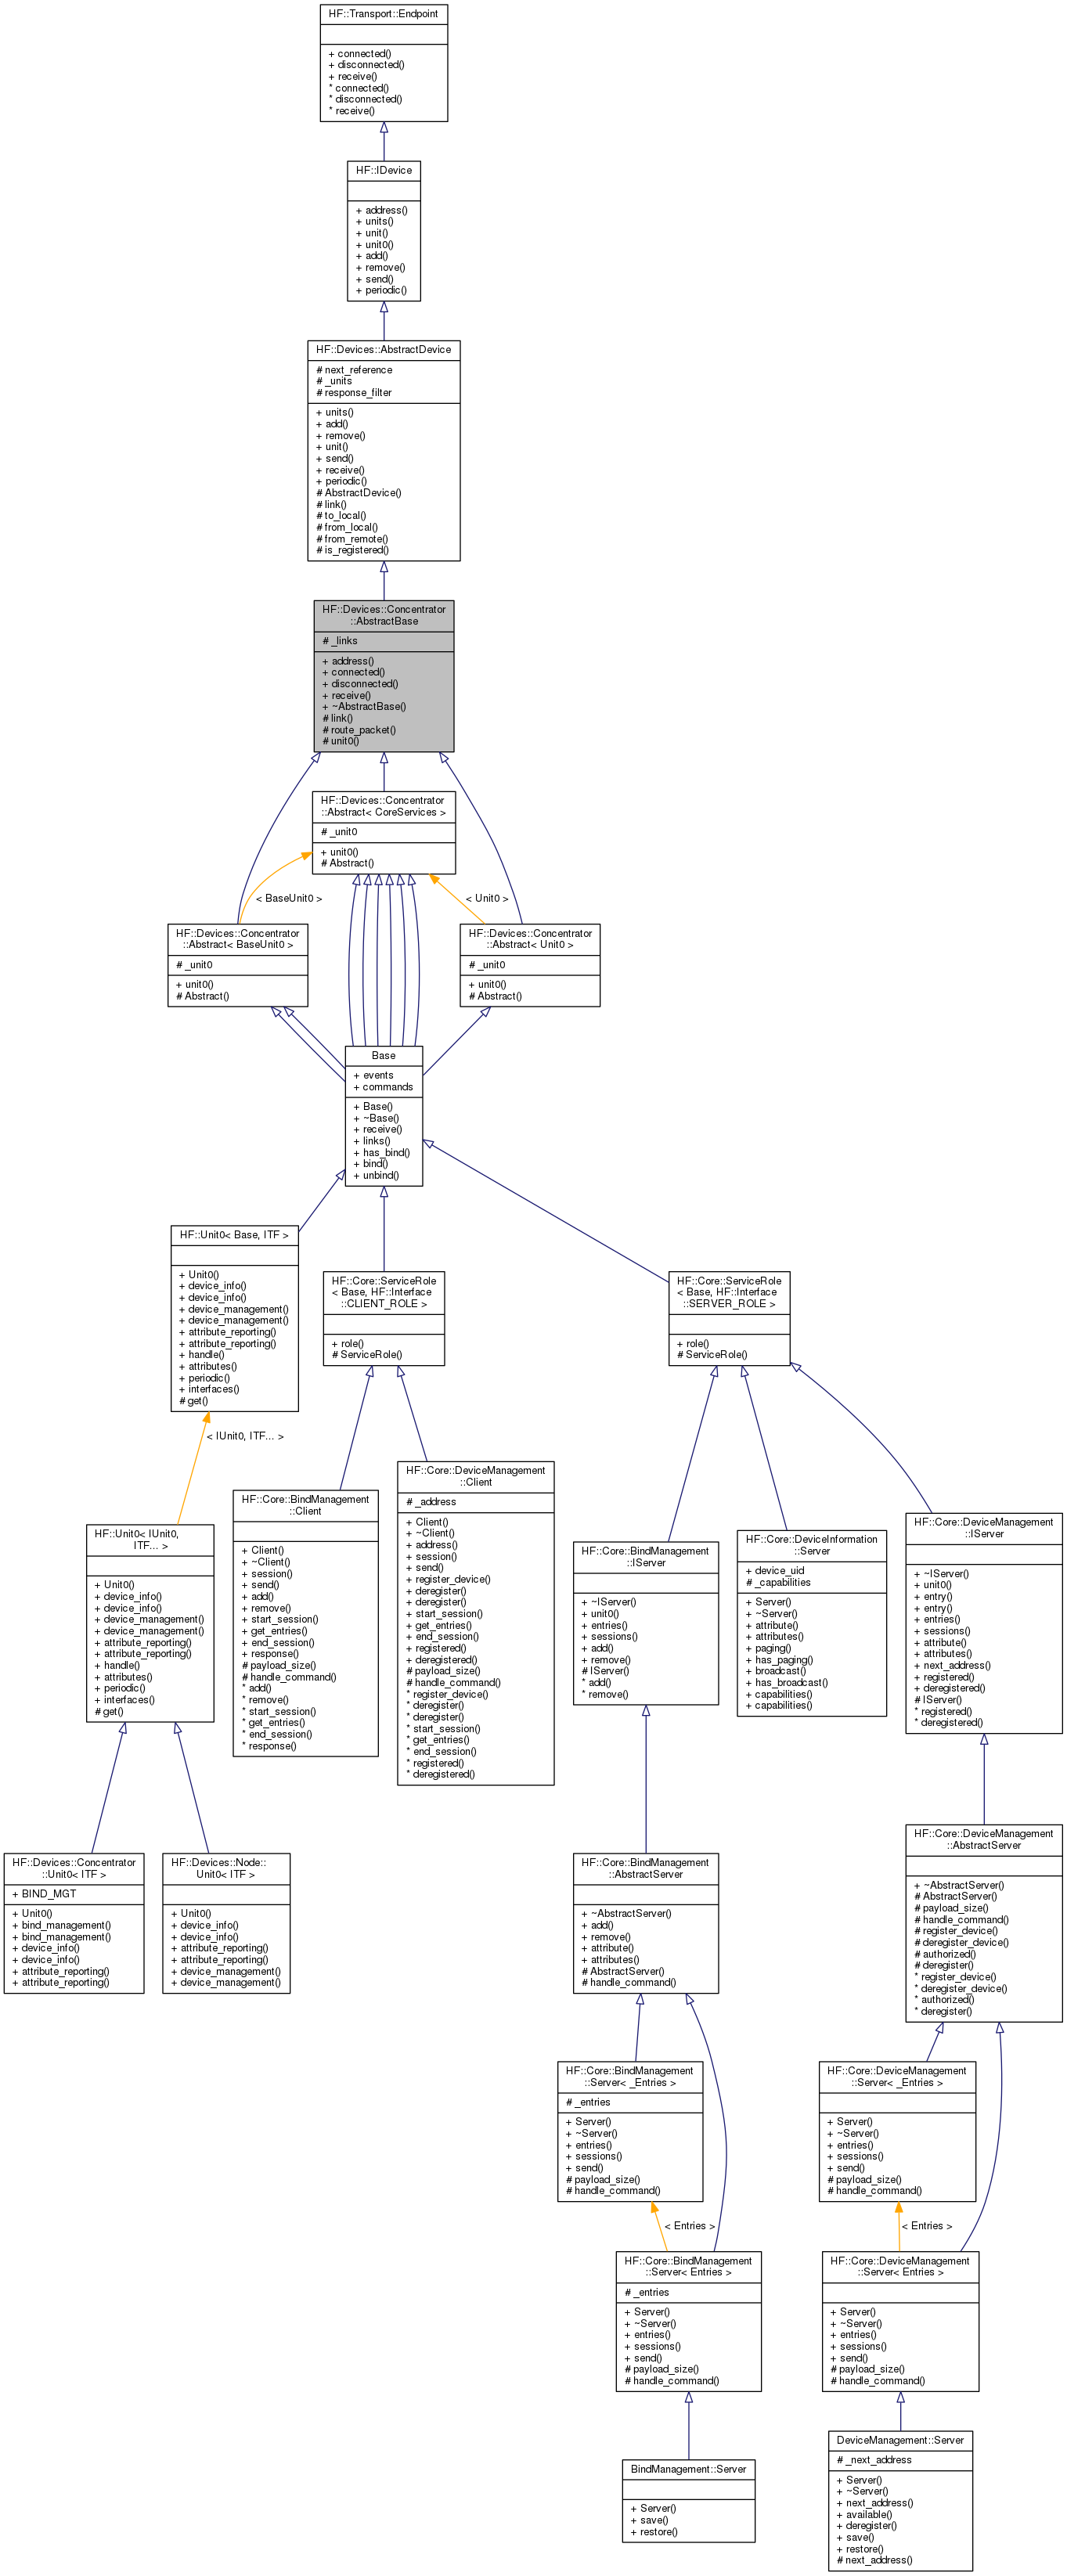 HF::Transport::Endpoint
+ connected()
+ disconnected()
+ receive()
* connected()
* disconnected()
* receive()
HF::IDevice
+ address()
+ units()
+ unit()
+ unit0()
+ add()
+ remove()
+ send()
+ periodic()
HF::Devices::AbstractDevice
# next_reference
# _units
# response_filter
+ units()
+ add()
+ remove()
+ unit()
+ send()
+ receive()
+ periodic()
# AbstractDevice()
# link()
# to_local()
# from_local()
# from_remote()
# is_registered()
HF::Devices::Concentrator
::AbstractBase
# _links
+ address()
+ connected()
+ disconnected()
+ receive()
+ ~AbstractBase()
# link()
# route_packet()
# unit0()
HF::Devices::Concentrator
::Abstract< CoreServices >
# _unit0
+ unit0()
# Abstract()
< BaseUnit0 >
< Unit0 >
HF::Devices::Concentrator
::Abstract< BaseUnit0 >
# _unit0
+ unit0()
# Abstract()
HF::Devices::Concentrator
::Abstract< Unit0 >
# _unit0
+ unit0()
# Abstract()
Base
+ events
+ commands
+ Base()
+ ~Base()
+ receive()
+ links()
+ has_bind()
+ bind()
+ unbind()
HF::Unit0< Base, ITF >
+ Unit0()
+ device_info()
+ device_info()
+ device_management()
+ device_management()
+ attribute_reporting()
+ attribute_reporting()
+ handle()
+ attributes()
+ periodic()
+ interfaces()
# get()
HF::Core::ServiceRole
< Base, HF::Interface
::CLIENT_ROLE >
+ role()
# ServiceRole()
HF::Core::ServiceRole
< Base, HF::Interface
::SERVER_ROLE >
+ role()
# ServiceRole()
< IUnit0, ITF... >
HF::Unit0< IUnit0,
ITF... >
+ Unit0()
+ device_info()
+ device_info()
+ device_management()
+ device_management()
+ attribute_reporting()
+ attribute_reporting()
+ handle()
+ attributes()
+ periodic()
+ interfaces()
# get()
HF::Core::BindManagement
::Client
+ Client()
+ ~Client()
+ session()
+ send()
+ add()
+ remove()
+ start_session()
+ get_entries()
+ end_session()
+ response()
# payload_size()
# handle_command()
* add()
* remove()
* start_session()
* get_entries()
* end_session()
* response()
HF::Core::DeviceManagement
::Client
# _address
+ Client()
+ ~Client()
+ address()
+ session()
+ send()
+ register_device()
+ deregister()
+ deregister()
+ start_session()
+ get_entries()
+ end_session()
+ registered()
+ deregistered()
# payload_size()
# handle_command()
* register_device()
* deregister()
* deregister()
* start_session()
* get_entries()
* end_session()
* registered()
* deregistered()
HF::Core::BindManagement
::IServer
+ ~IServer()
+ unit0()
+ entries()
+ sessions()
+ add()
+ remove()
# IServer()
* add()
* remove()
HF::Core::DeviceInformation
::Server
+ device_uid
# _capabilities
+ Server()
+ ~Server()
+ attribute()
+ attributes()
+ paging()
+ has_paging()
+ broadcast()
+ has_broadcast()
+ capabilities()
+ capabilities()
HF::Core::DeviceManagement
::IServer
+ ~IServer()
+ unit0()
+ entry()
+ entry()
+ entries()
+ sessions()
+ attribute()
+ attributes()
+ next_address()
+ registered()
+ deregistered()
# IServer()
* registered()
* deregistered()
HF::Devices::Concentrator
::Unit0< ITF >
+ BIND_MGT
+ Unit0()
+ bind_management()
+ bind_management()
+ device_info()
+ device_info()
+ attribute_reporting()
+ attribute_reporting()
HF::Devices::Node::
Unit0< ITF >
+ Unit0()
+ device_info()
+ device_info()
+ attribute_reporting()
+ attribute_reporting()
+ device_management()
+ device_management()
HF::Core::BindManagement
::AbstractServer
+ ~AbstractServer()
+ add()
+ remove()
+ attribute()
+ attributes()
# AbstractServer()
# handle_command()
HF::Core::DeviceManagement
::AbstractServer
+ ~AbstractServer()
# AbstractServer()
# payload_size()
# handle_command()
# register_device()
# deregister_device()
# authorized()
# deregister()
* register_device()
* deregister_device()
* authorized()
* deregister()
HF::Core::BindManagement
::Server< _Entries >
# _entries
+ Server()
+ ~Server()
+ entries()
+ sessions()
+ send()
# payload_size()
# handle_command()
HF::Core::DeviceManagement
::Server< _Entries >
+ Server()
+ ~Server()
+ entries()
+ sessions()
+ send()
# payload_size()
# handle_command()
< Entries >
< Entries >
HF::Core::BindManagement
::Server< Entries >
# _entries
+ Server()
+ ~Server()
+ entries()
+ sessions()
+ send()
# payload_size()
# handle_command()
HF::Core::DeviceManagement
::Server< Entries >
+ Server()
+ ~Server()
+ entries()
+ sessions()
+ send()
# payload_size()
# handle_command()
BindManagement::Server
+ Server()
+ save()
+ restore()
DeviceManagement::Server
# _next_address
+ Server()
+ ~Server()
+ next_address()
+ available()
+ deregister()
+ save()
+ restore()
# next_address()